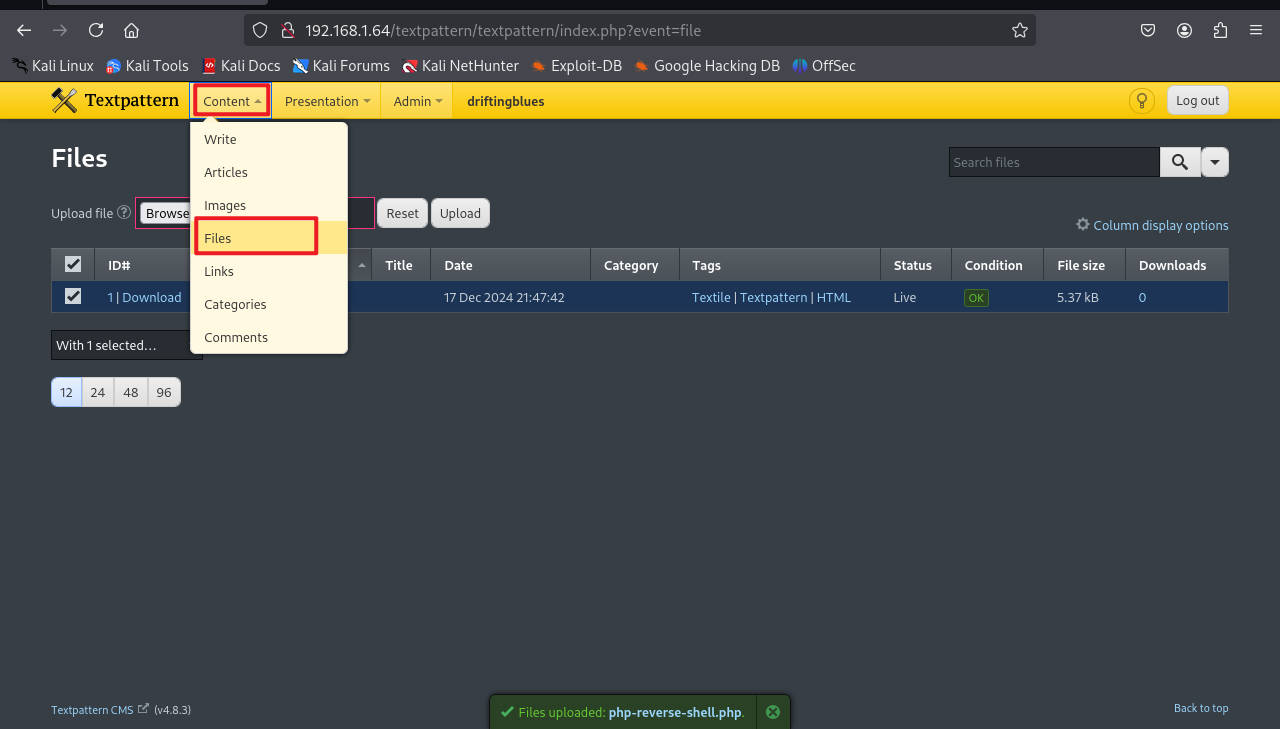 192.168.1.64/textpattern/textpattern/index.php?event=file
Kali Linux Kali Tools Kali Docs Kali Forums Kali NetHunter Exploit-DB Google Hacking DB OffSec
Textpattern Content Presentation Admin driftingblues Log out
Write
Files Search files
Articles
Images
Upload file ? Browse Reset Upload
Column display options
Files
ID# Title Date Category Tags Status Condition File size Downloads
Links
1 | Download 17 Dec 2024 21:47:42 Textile | Textpattern | HTML Live OK 5.37 kB 0
Categories
Comments
With 1 selected...
12 24 48 96
Textpattern CMS (v4.8.3) Files uploaded: php-reverse-shell.php. Back to top